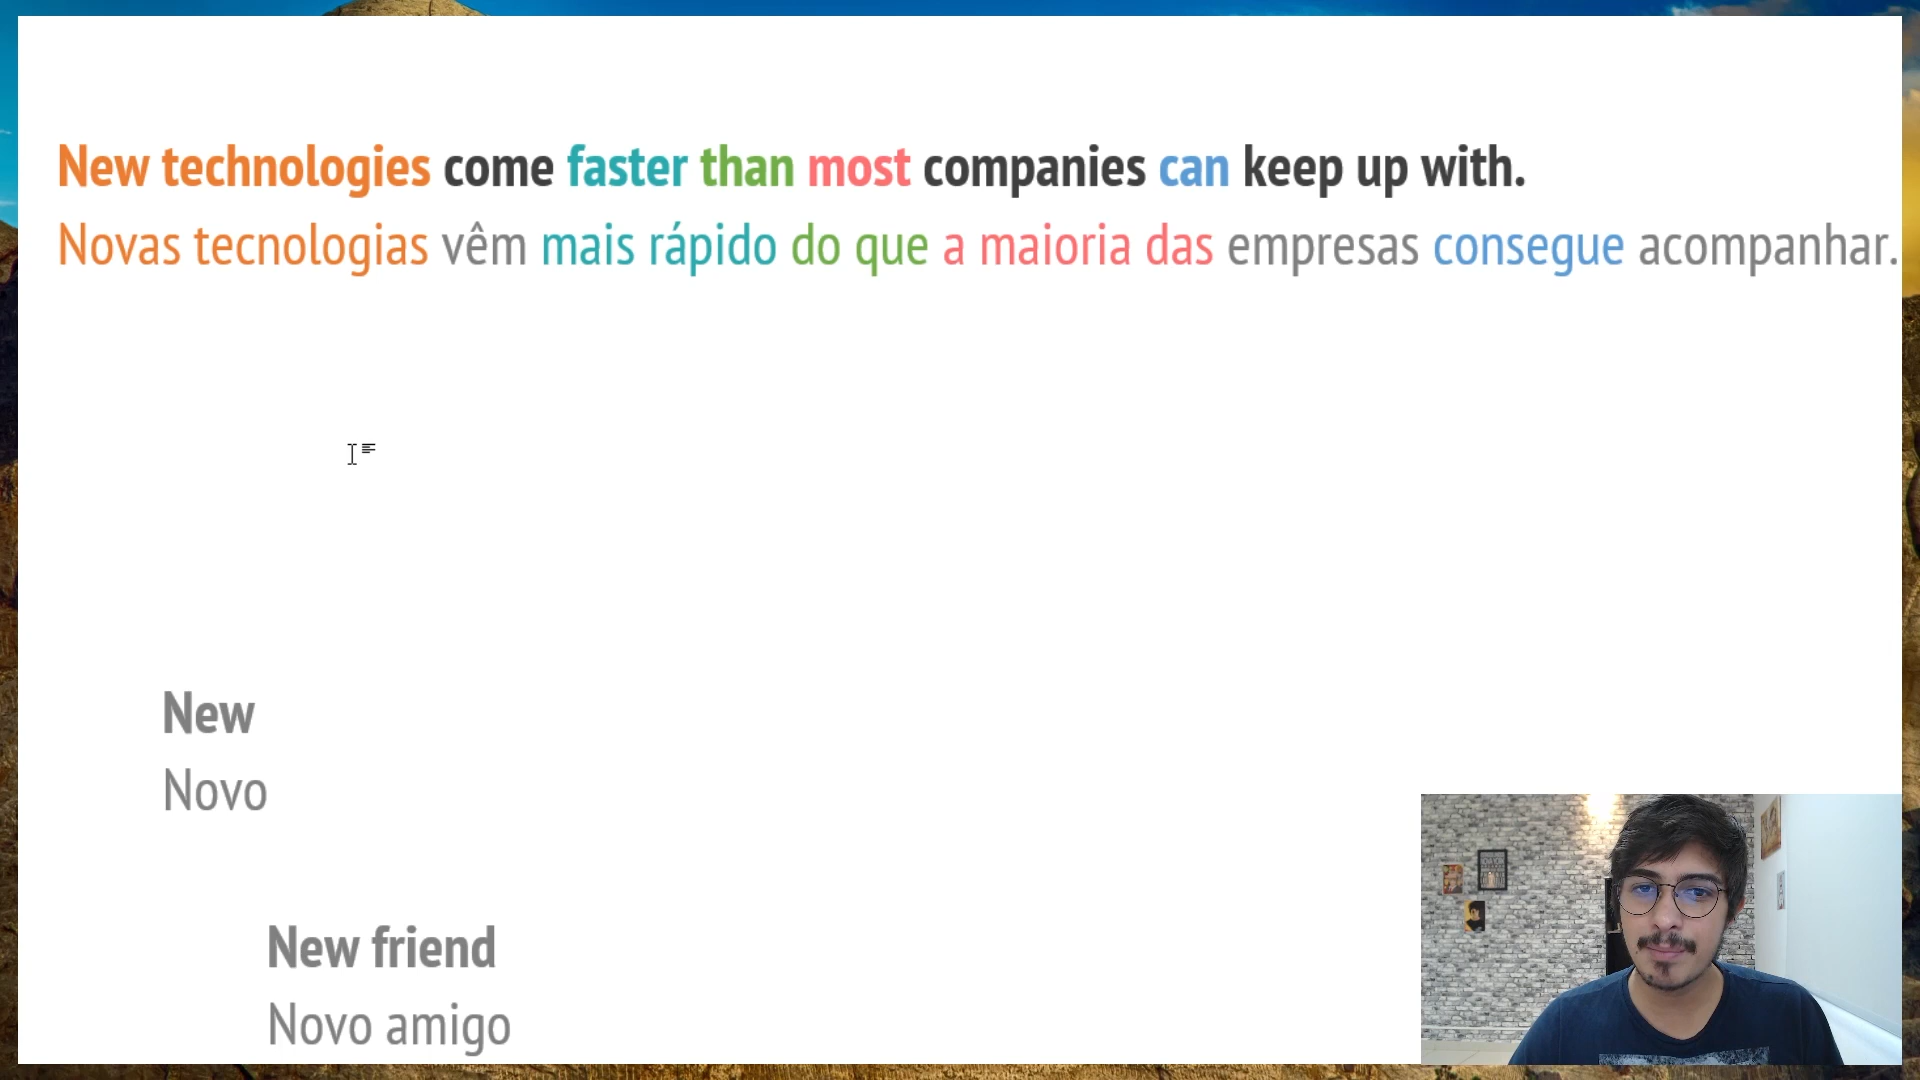 New technologies come faster than most companies can keep up with.
Novas tecnologias vêm mais rápido do que a maioria das empresas consegue acompanhar.
New
Novo
New friend
Novo amigo